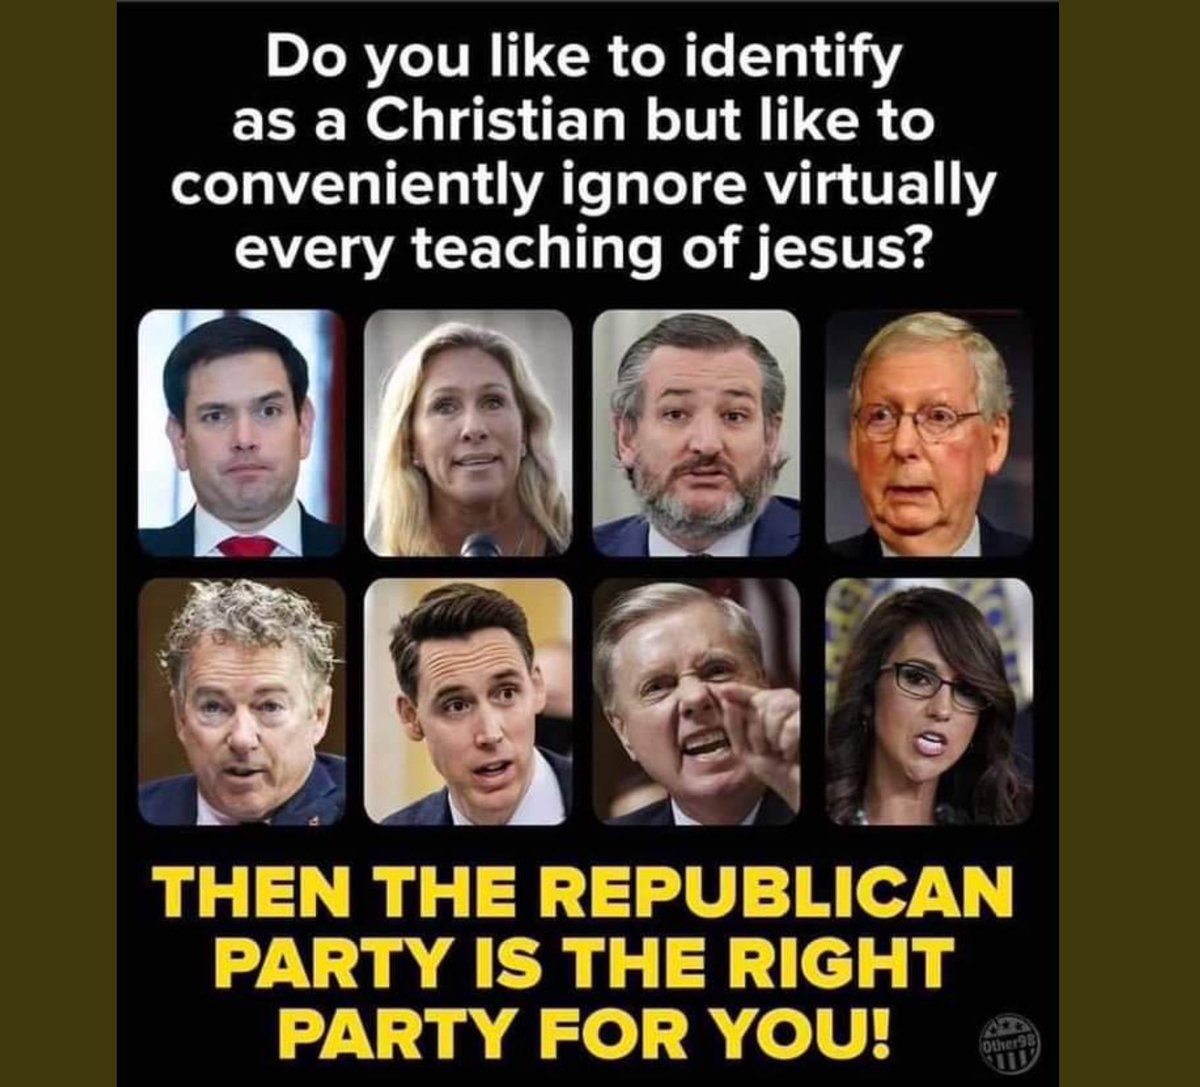 Do you like to identify
as a Christian but like to
conveniently ignore virtually
every teaching of jesus?
THEN THE REPUBLICAN
PARTY IS THE RIGHT
PARTY FOR YOU!
Other98